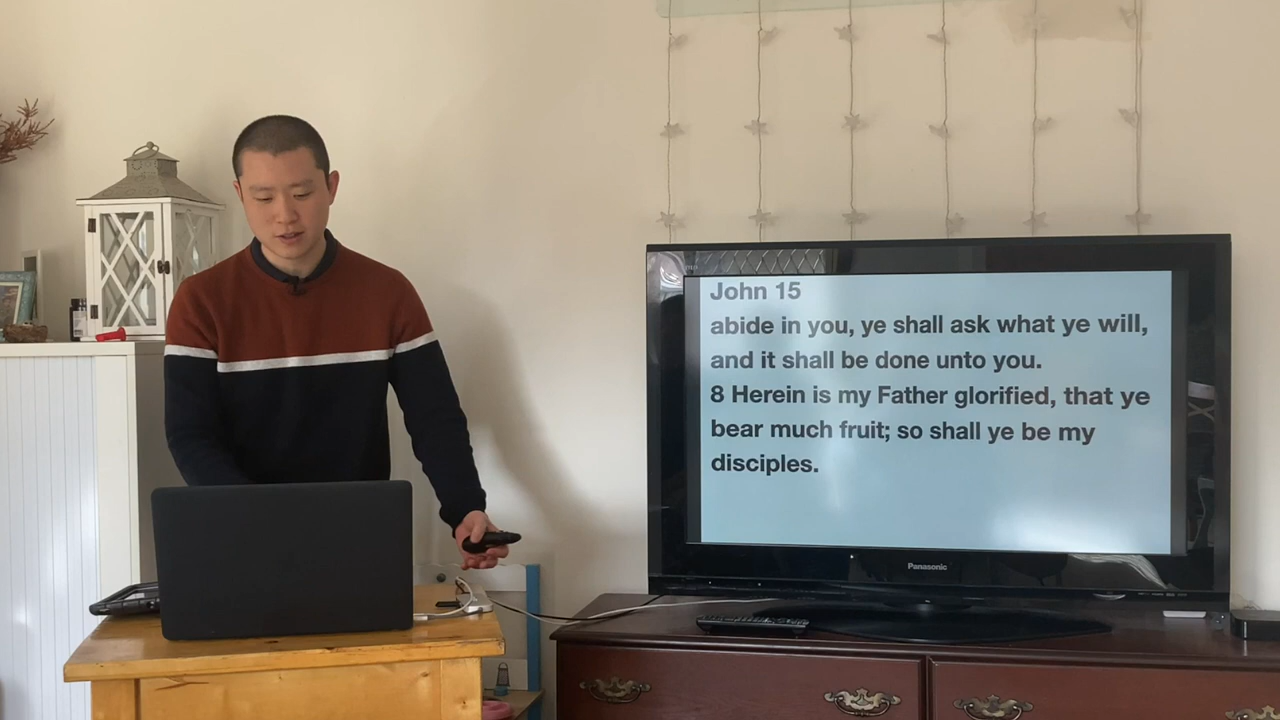 John 15
abide in you, ye shall ask what ye will,
and it shall be done unto you.
8 Herein is my Father glorified, that ye
bear much fruit; so shall ye be my
disciples.
Panasonic